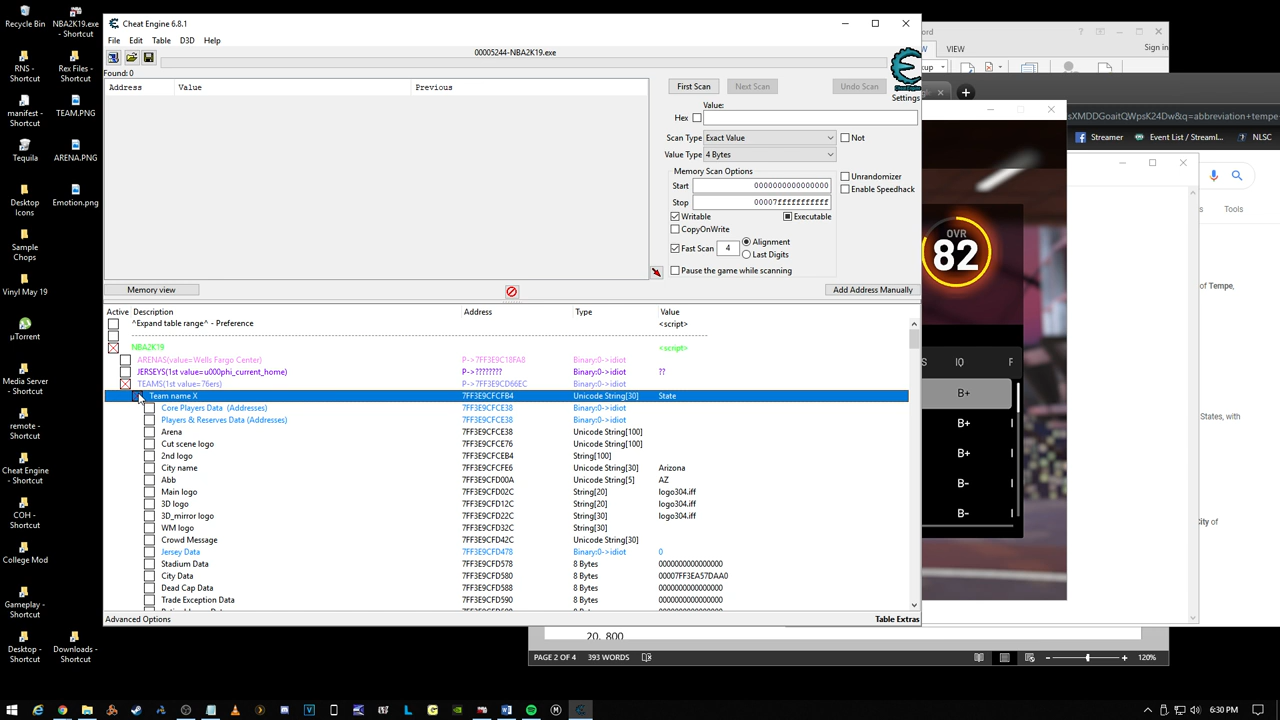 Recycle Bin
NBA2K19.exe - Shortcut
RNS - Shortcut
Rex Files - Shortcut
manifest - Shortcut
TEAM.PNG
Tequila
ARENA.PNG
Desktop Icons
Emotion.png
Sample Chops
Vinyl May 19
µTorrent
Media Server - Shortcut
remote - Shortcut
Cheat Engine - Shortcut
COH - Shortcut
College Mod
Gameplay - Shortcut
Desktop - Shortcut
Downloads - Shortcut
Cheat Engine 6.8.1
File Edit Table D3D Help
00005244-NBA2K19.exe
Found: 0
Address Value Previous
First Scan Next Scan Undo Scan
Settings
Value:
Hex
Scan Type Exact Value Not
Value Type 4 Bytes
Memory Scan Options
Start 0000000000000000
Stop 00007fffffffffff
Writable Executable
CopyOnWrite
Fast Scan 4 Alignment
Last Digits
Pause the game while scanning
Unrandomizer
Enable Speedhack
Memory view
Add Address Manually
Active Description Address Type Value
^Expand table range^ - Preference <script>
NBA2K19 <script>
ARENAS(value=Wells Fargo Center) P->7FF3E9C18FA8 Binary:0->idiot
JERSEYS(1st value=u000phi_current_home) P->???????? Binary:0->idiot ??
TEAMS(1st value=76ers) P->7FF3E9CD66EC Binary:0->idiot
Team name X 7FF3E9CFCFB4 Unicode String[30] State
Core Players Data (Addresses) 7FF3E9CFCE38 Binary:0->idiot
Players & Reserves Data (Addresses) 7FF3E9CFCE38 Binary:0->idiot
Arena 7FF3E9CFCE38 Unicode String[100]
Cut scene logo 7FF3E9CFCE76 Unicode String[100]
2nd logo 7FF3E9CFCEB4 String[100]
City name 7FF3E9CFCFE6 Unicode String[30] Arizona
Abb 7FF3E9CFD00A Unicode String[5] AZ
Main logo 7FF3E9CFD02C String[20] logo304.iff
3D logo 7FF3E9CFD12C String[20] logo304.iff
3D_mirror logo 7FF3E9CFD22C String[30] logo304.iff
WM logo 7FF3E9CFD32C String[30]
Crowd Message 7FF3E9CFD42C Unicode String[30]
Jersey Data 7FF3E9CFD478 Binary:0->idiot 0
Stadium Data 7FF3E9CFD578 8 Bytes 0000000000000000
City Data 7FF3E9CFD580 8 Bytes 00007FF3EA57DAA0
Dead Cap Data 7FF3E9CFD588 8 Bytes 0000000000000000
Trade Exception Data 7FF3E9CFD590 8 Bytes 0000000000000000
Advanced Options
Table Extras
VIEW
Sign in
sXMDDGoaitQWpsK24Dw&q=abbreviation+tempe
Streamer
Event List / Streaml...
NLSC
Tools
OVR
82
IQ F
B+
B+
B+
B-
B-
of Tempe,
States, with
City of
20. 800
PAGE 2 OF 4 393 WORDS
120%
6:30 PM